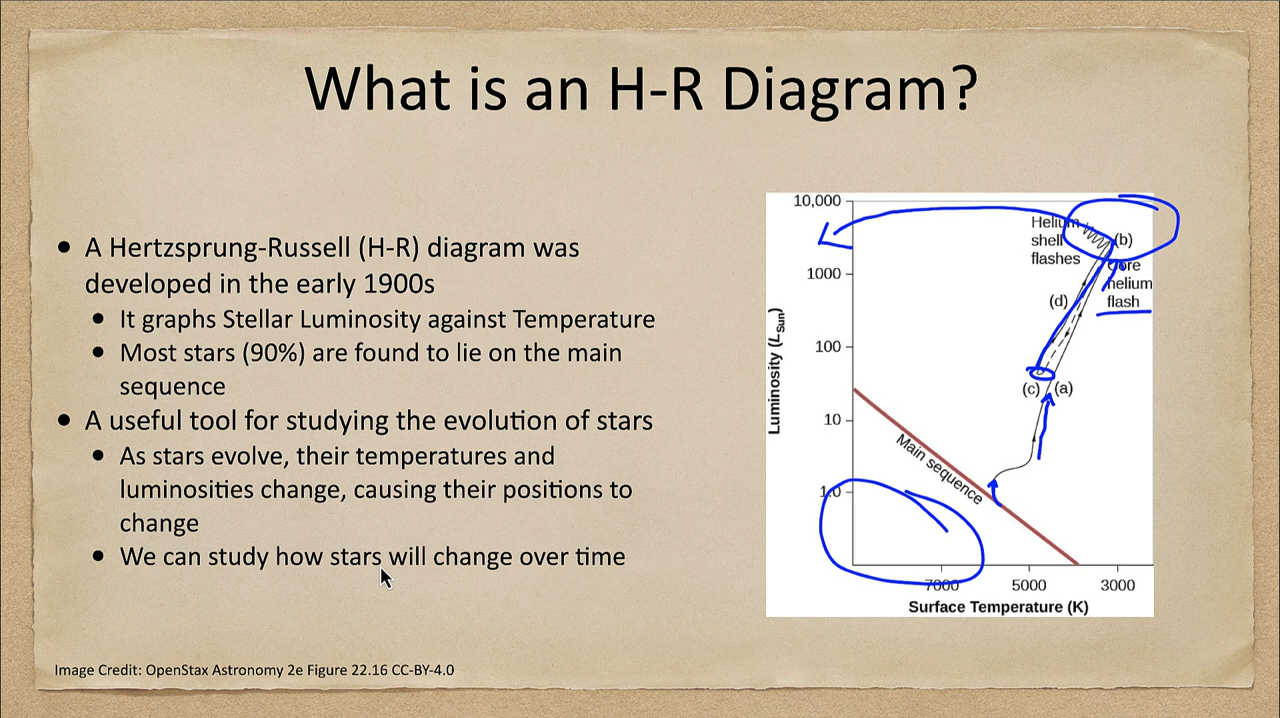 What is an H-R Diagram?
• A Hertzsprung-Russell (H-R) diagram was
developed in the early 1900s
• It graphs Stellar Luminosity against Temperature
• Most stars (90%) are found to lie on the main
sequence
• A useful tool for studying the evolution of stars
• As stars evolve, their temperatures and
luminosities change, causing their positions to
change
• We can study how stars will change over time
10,000
1000
100
10
1.0
Luminosity (LSun)
Helium
shell
flashes
(b)
Core
helium
flash
(d)
(c)
(a)
Main sequence
7000
5000
3000
Surface Temperature (K)
Image Credit: OpenStax Astronomy 2e Figure 22.16 CC-BY-4.0